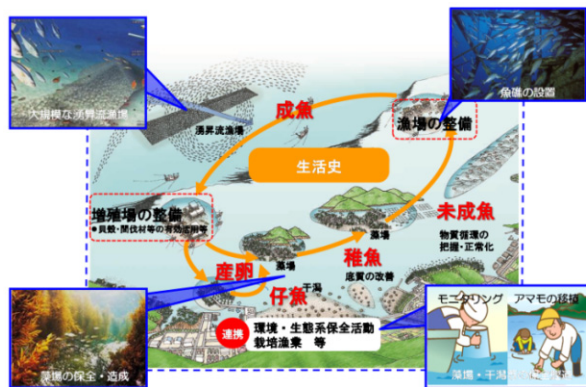 大規模な湧昇流漁場
魚礁の設置
成魚
漁場の整備
湧昇流漁場
生活史
増殖場の整備
●貝殻・間伐材等の有効活用等
未成魚
藻場
物質循環の
把握・正常化
産卵
藻場
稚魚
底質の改善
仔魚
干潟
連携
環境・生態系保全活動
栽培漁業 等
藻場の保全・造成
モニタリング アマモの移植
藻場・干潟